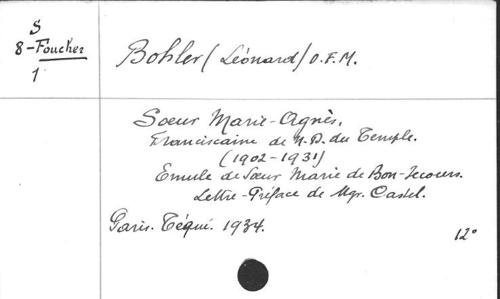 S
8-Foucher
1
Bohler (Léonard) O.F.M.
Soeur Marie-Agnès,
Franciscaine de N.D. du Temple.
(1902-1931)
Emule de Sœur Marie de Bon-Secours.
Lettre-Préface de Mgr. Castel.
Paris. Téqui. 1934.
12°